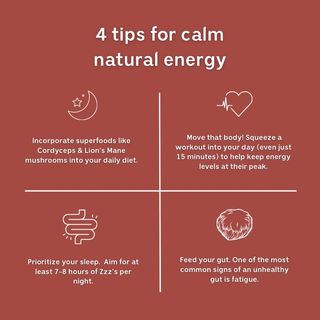 4 tips for calm
natural energy
Incorporate superfoods like
Cordyceps & Lion's Mane
mushrooms into your daily diet.
Move that body! Squeeze a
workout into your day (even just
15 minutes) to help keep energy
levels at their peak.
Prioritize your sleep. Aim for at
least 7-8 hours of Zzz's per
night.
Feed your gut. One of the most
common signs of an unhealthy
gut is fatigue.